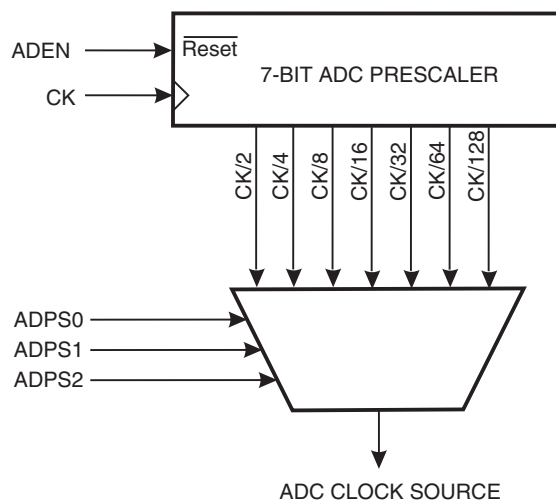 ADEN
Reset
7-BIT ADC PRESCALER
CK
CK/2
CK/4
CK/8
CK/16
CK/32
CK/64
CK/128
ADPS0
ADPS1
ADPS2
ADC CLOCK SOURCE